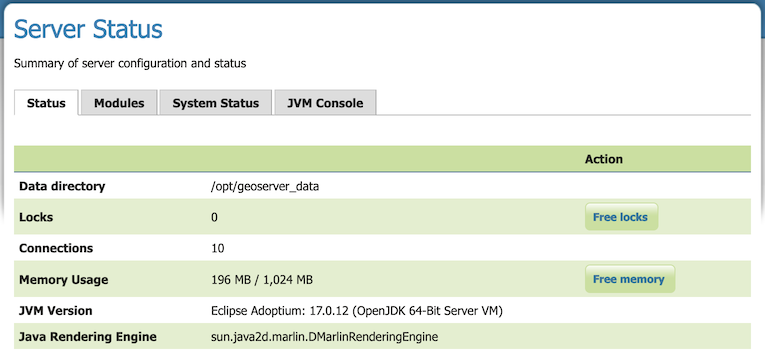 Server Status
Summary of server configuration and status
Status Modules System Status JVM Console
Action
Data directory /opt/geoserver_data
Locks 0 Free locks
Connections 10
Memory Usage 196 MB / 1,024 MB Free memory
JVM Version Eclipse Adoptium: 17.0.12 (OpenJDK 64-Bit Server VM)
Java Rendering Engine sun.java2d.marlin.DMarlinRenderingEngine